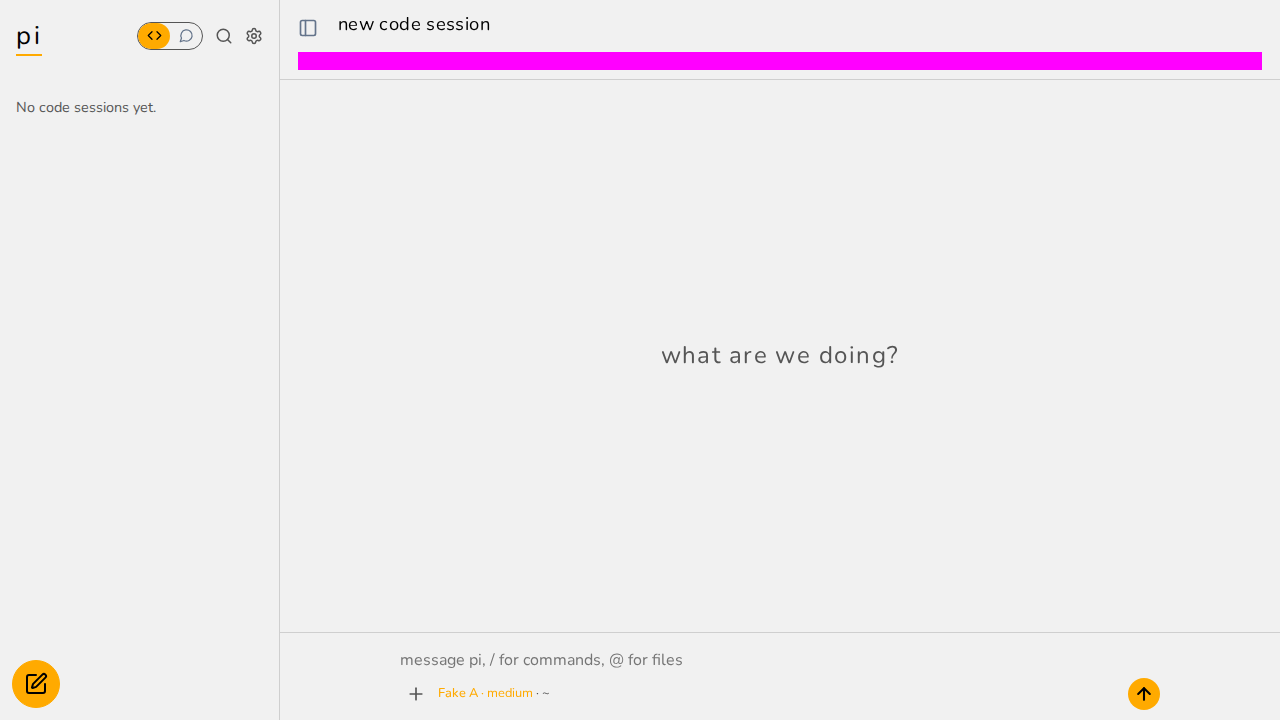 pi
new code session
No code sessions yet.
what are we doing?
message pi, / for commands, @ for files
Fake A · medium · ~